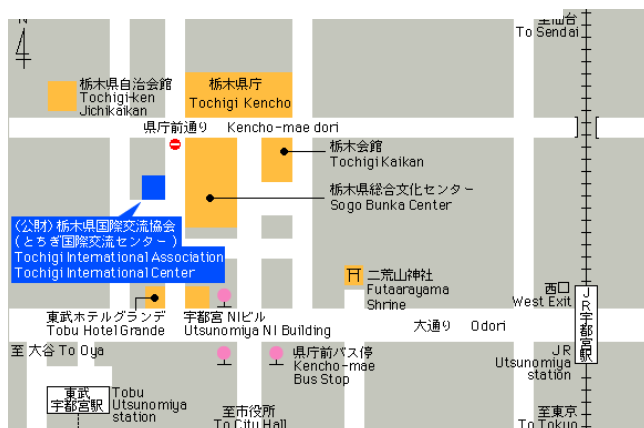 N
至仙台
To Sendai
栃木県自治会館
Tochigi-ken
Jichikaikan
栃木県庁
Tochigi Kencho
県庁前通り Kencho-mae dori
栃木会館
Tochigi Kaikan
栃木県総合文化センター
Sogo Bunka Center
(公財)栃木県国際交流協会
(とちぎ国際交流センター)
Tochigi International Association
Tochigi International Center
二荒山神社
Futaarayama
Shrine
西口
West Exit
JR宇都宮駅
東武ホテルグランデ
Tobu Hotel Grande
宇都宮 NIビル
Utsunomiya NI Building
大通り Odori
至 大谷 To Oya
県庁前バス停
Kencho-mae
Bus Stop
JR
Utsunomiya
station
東武
宇都宮駅
Tobu
Utsunomiya
station
至市役所
To City Hall
至東京
To Tokyo